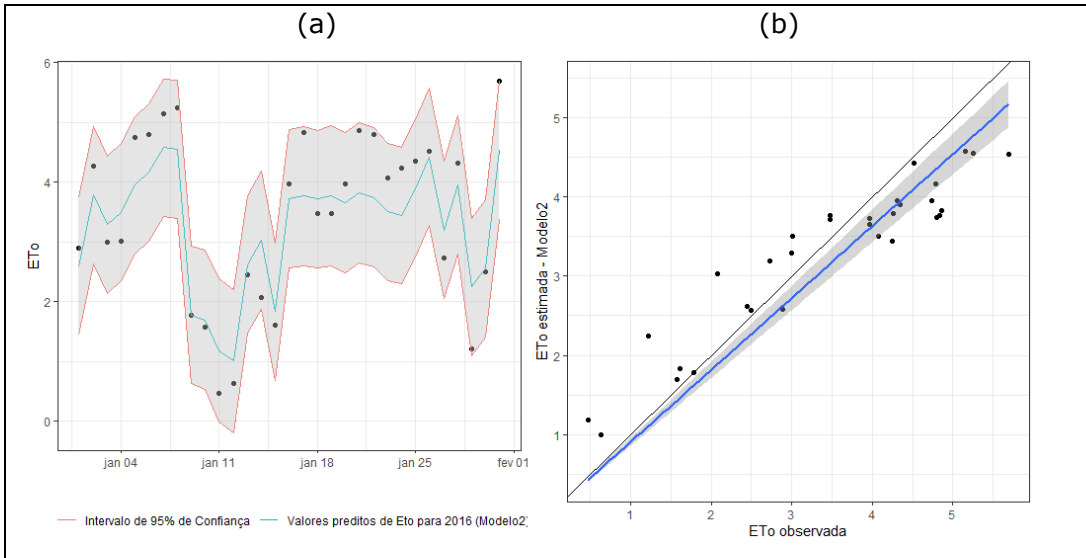 (a)
(b)
ETo
6
4
2
0
jan 04 jan 11 jan 18 jan 25 fev 01
Intervalo de 95% de Confiança Valores preditos de Eto para 2016 (Modelo2)
ETo estimada - Modelo2
5
4
3
2
1
1 2 3 4 5
ETo observada